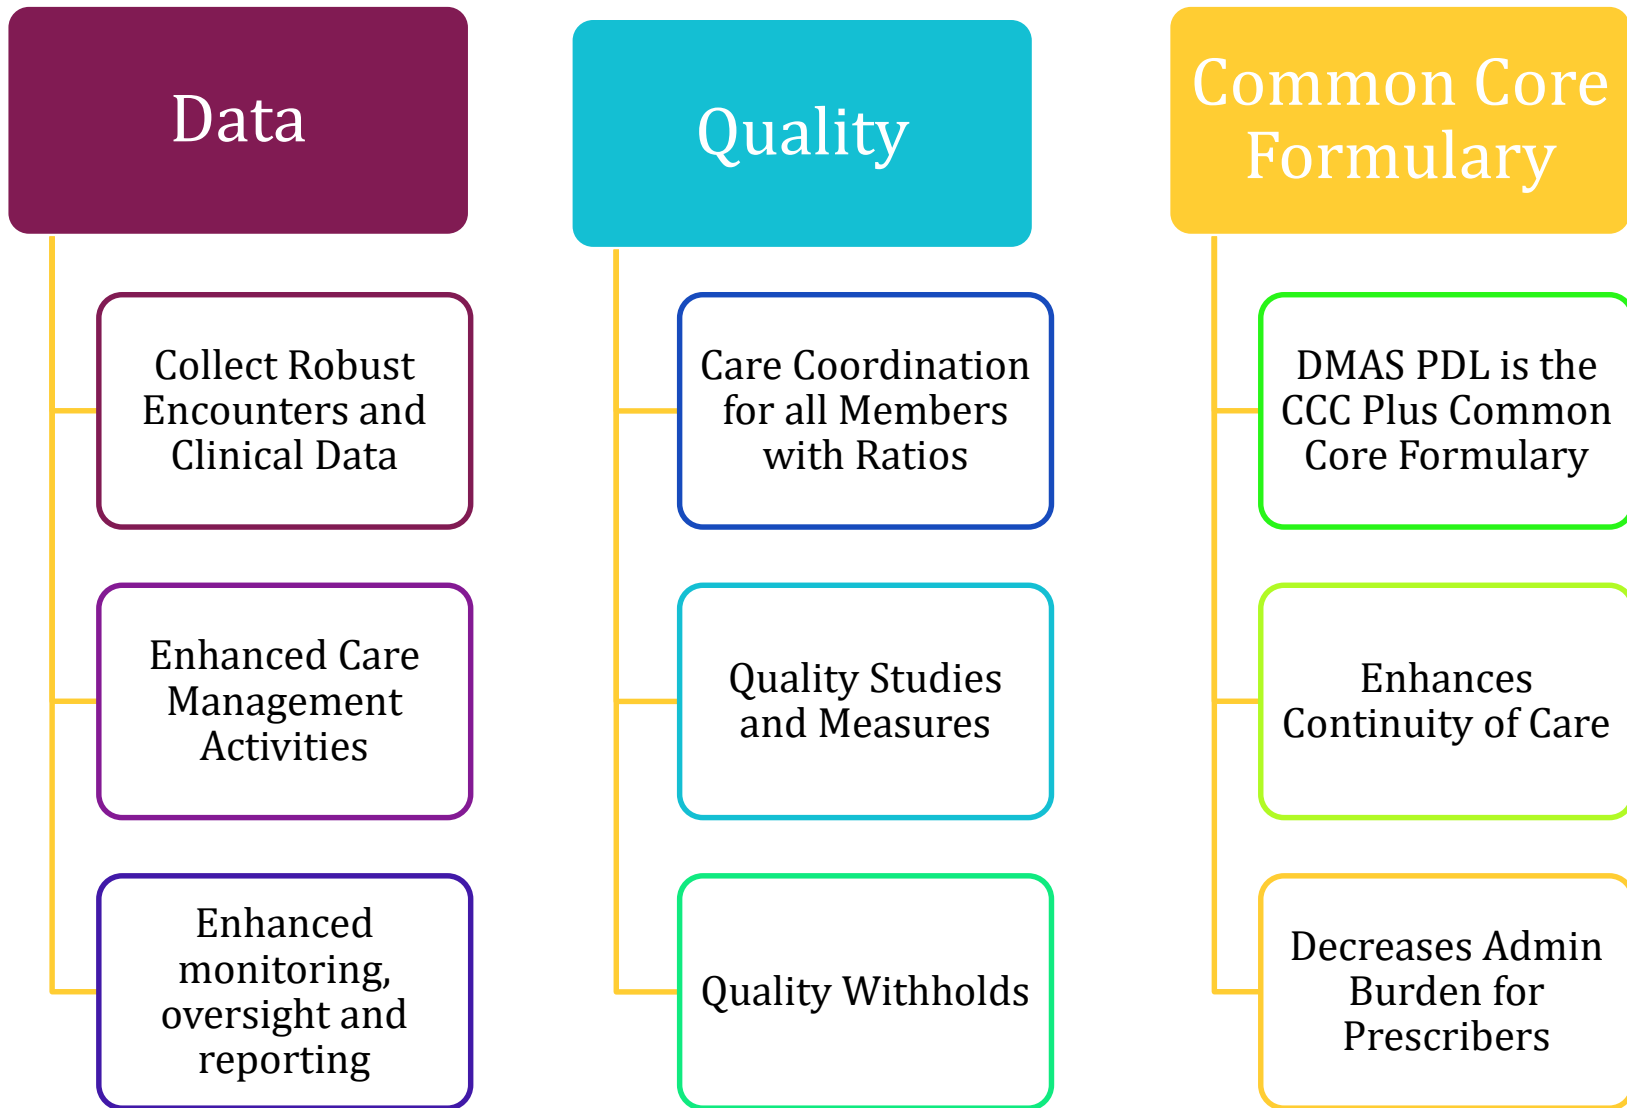 Data
Collect Robust
Encounters and
Clinical Data
Enhanced Care
Management
Activities
Enhanced
monitoring,
oversight and
reporting
Quality
Care Coordination
for all Members
with Ratios
Quality Studies
and Measures
Quality Withholds
Common Core
Formulary
DMAS PDL is the
CCC Plus Common
Core Formulary
Enhances
Continuity of Care
Decreases Admin
Burden for
Prescribers